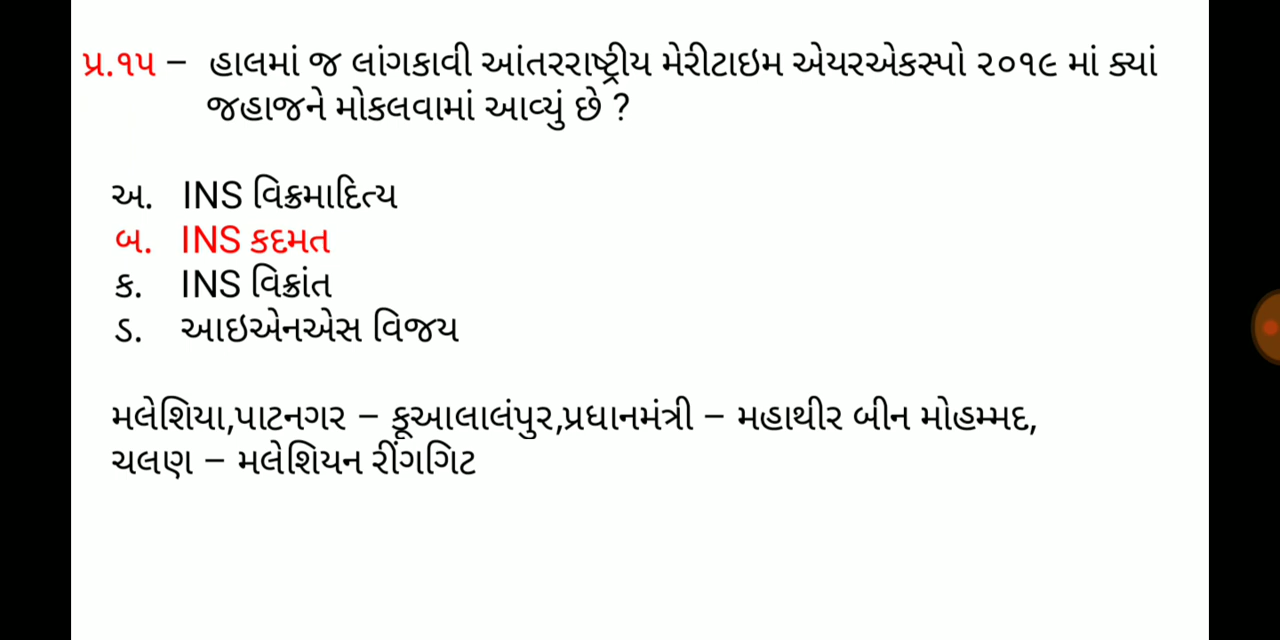 પ્ર.૧૫ – હાલમાં જ લાંગકાવી આંતરરાષ્ટ્રીય મેરીટાઇમ એયરએકસ્પો ૨૦૧૯ માં ક્યાં
જહાજને મોકલવામાં આવ્યું છે ?
અ. INS વિક્રમાદિત્ય
બ. INS કદમત
ક. INS વિક્રાંત
ડ. આઇએનએસ વિજય
મલેશિયા,પાટનગર – કૂઆલાલંપુર,પ્રધાનમંત્રી – મહાથીર બીન મોહમ્મદ,
ચલણ – મલેશિયન રીંગગિટ